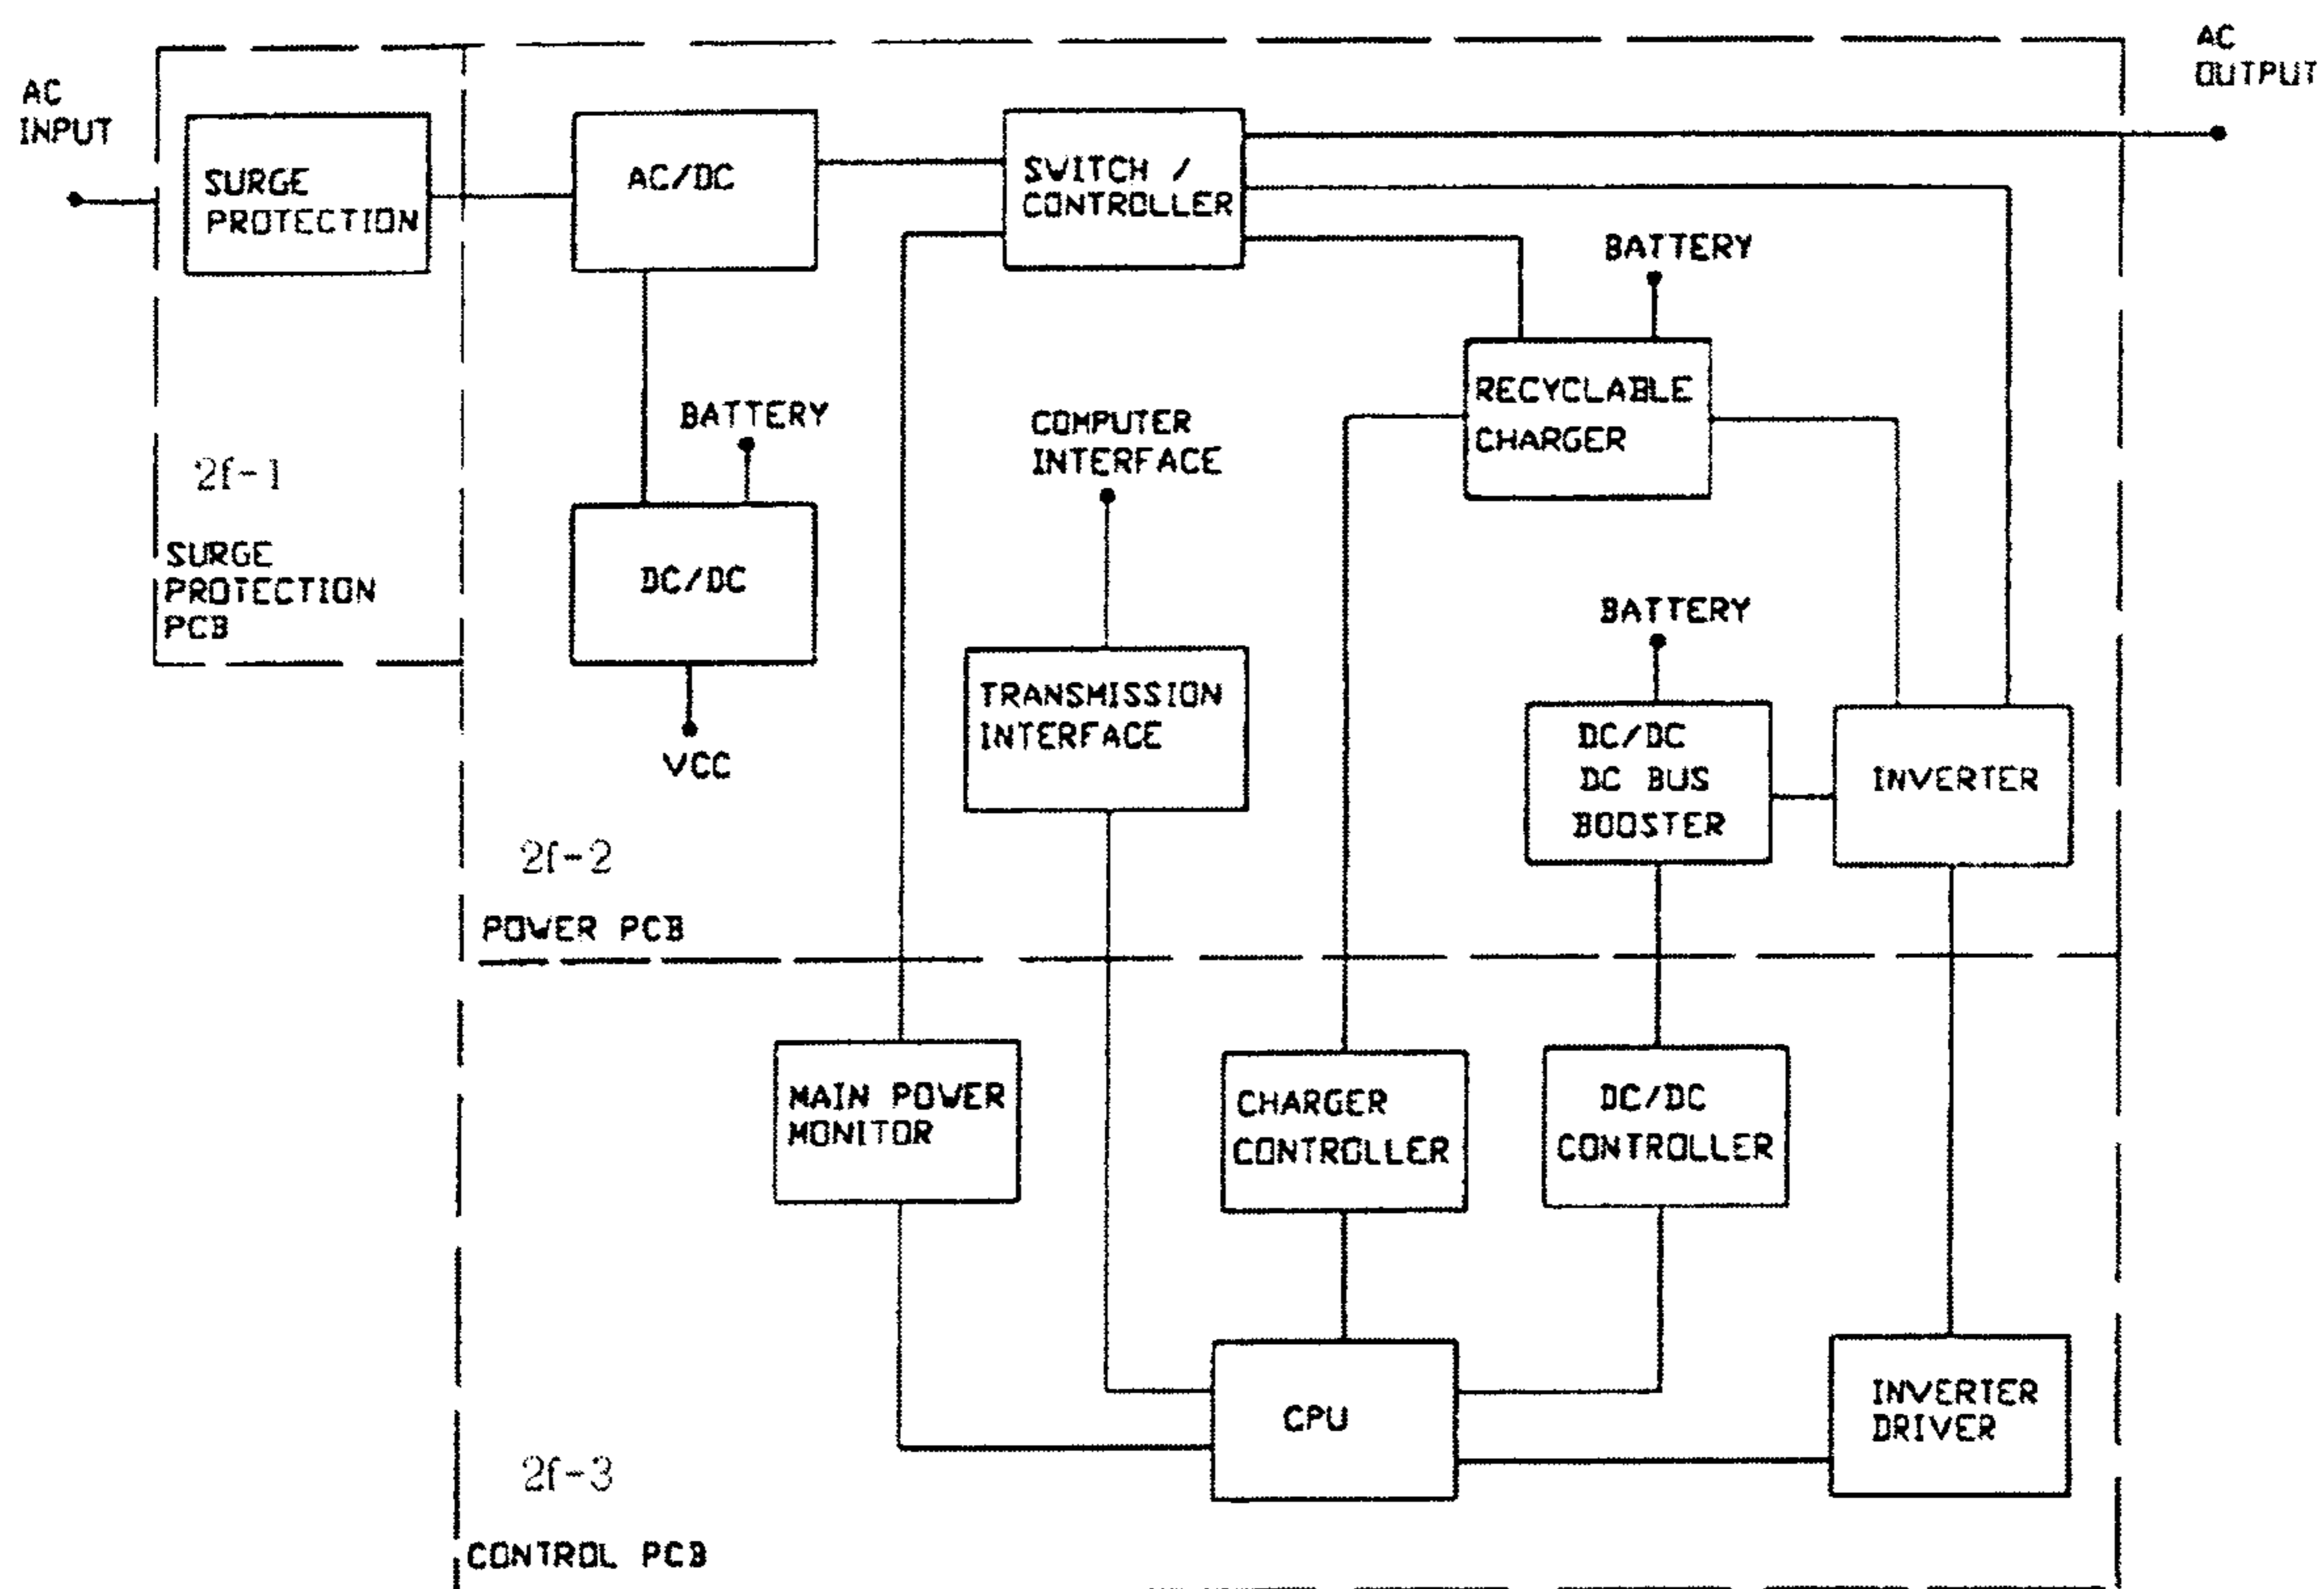 AC
INPUT
AC
OUTPUT
SURGE
PROTECTION
AC/DC
SWITCH /
CONTROLLER
BATTERY
RECYCLABLE
CHARGER
BATTERY
COMPUTER
INTERFACE
2f-1
SURGE
PROTECTION
PCB
DC/DC
VCC
TRANSMISSION
INTERFACE
BATTERY
DC/DC
DC BUS
BOOSTER
INVERTER
2f-2
POWER PCB
MAIN POWER
MONITOR
CHARGER
CONTROLLER
DC/DC
CONTROLLER
CPU
INVERTER
DRIVER
2f-3
CONTROL PCB